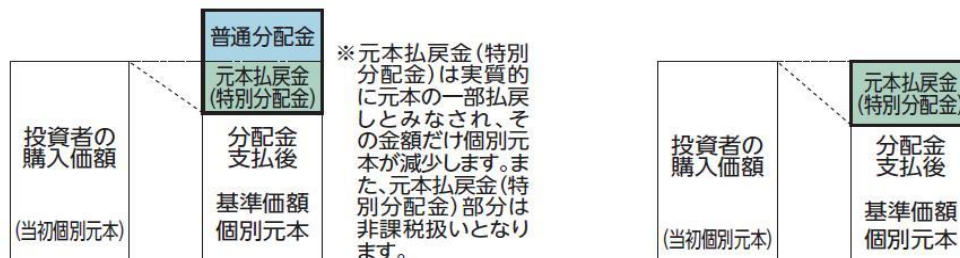 普通分配金
元本払戻金
(特別分配金)
投資者の
購入価額
(当初個別元本)
分配金
支払後
基準価額
個別元本
※元本払戻金(特別
分配金)は実質的
に元本の一部払戻
しとみなされ、そ
の金額だけ個別元
本が減少します。ま
た、元本払戻金(特
別分配金)部分は
非課税扱いとなり
ます。
投資者の
購入価額
(当初個別元本)
元本払戻金
(特別分配金)
分配金
支払後
基準価額
個別元本